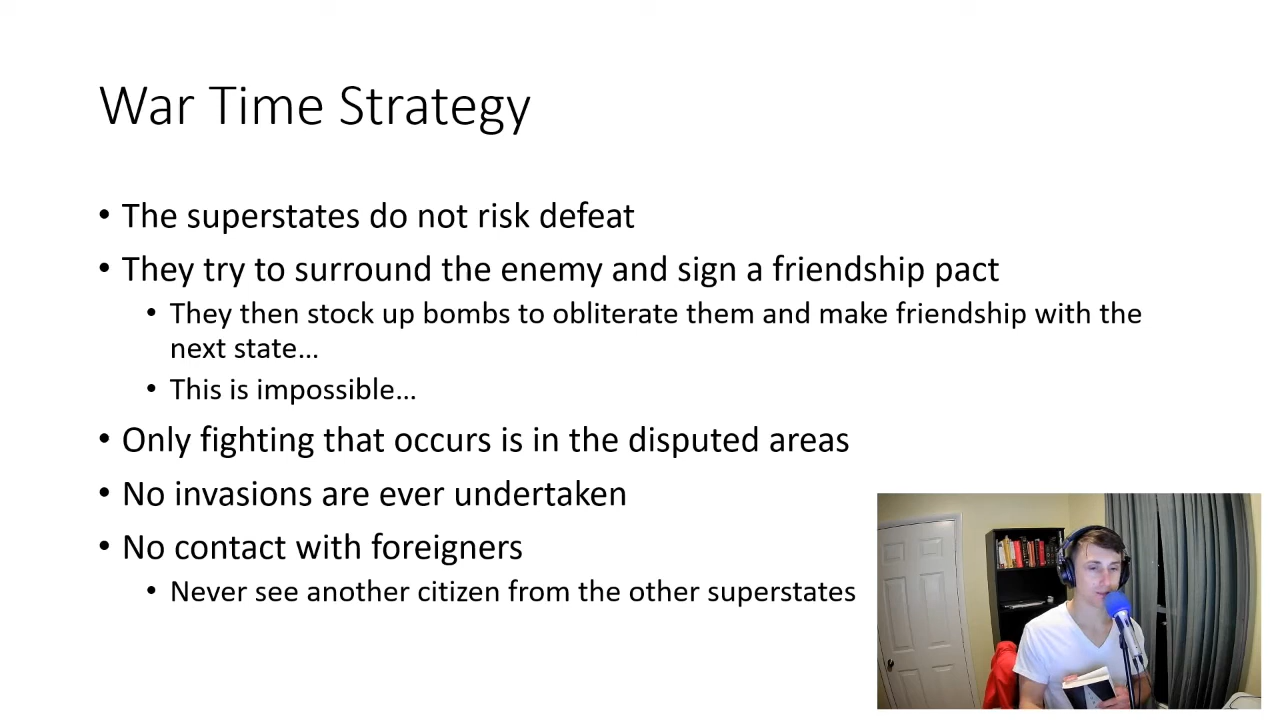 War Time Strategy
• The superstates do not risk defeat
• They try to surround the enemy and sign a friendship pact
• They then stock up bombs to obliterate them and make friendship with the
next state…
• This is impossible…
• Only fighting that occurs is in the disputed areas
• No invasions are ever undertaken
• No contact with foreigners
• Never see another citizen from the other superstates